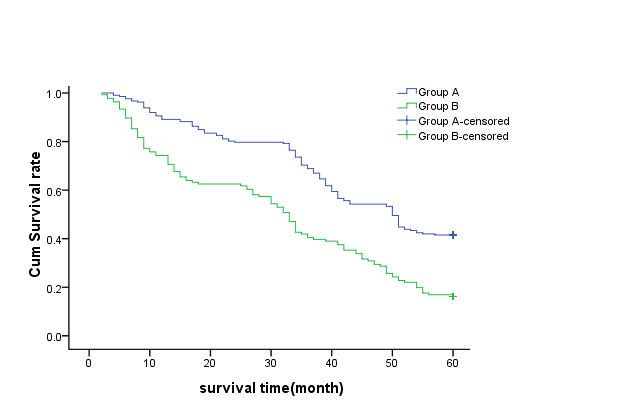 Group A
Group B
Group A-censored
Group B-censored
1.0
0.8
0.6
0.4
0.2
0.0
Cum Survival rate
0 10 20 30 40 50 60
survival time(month)